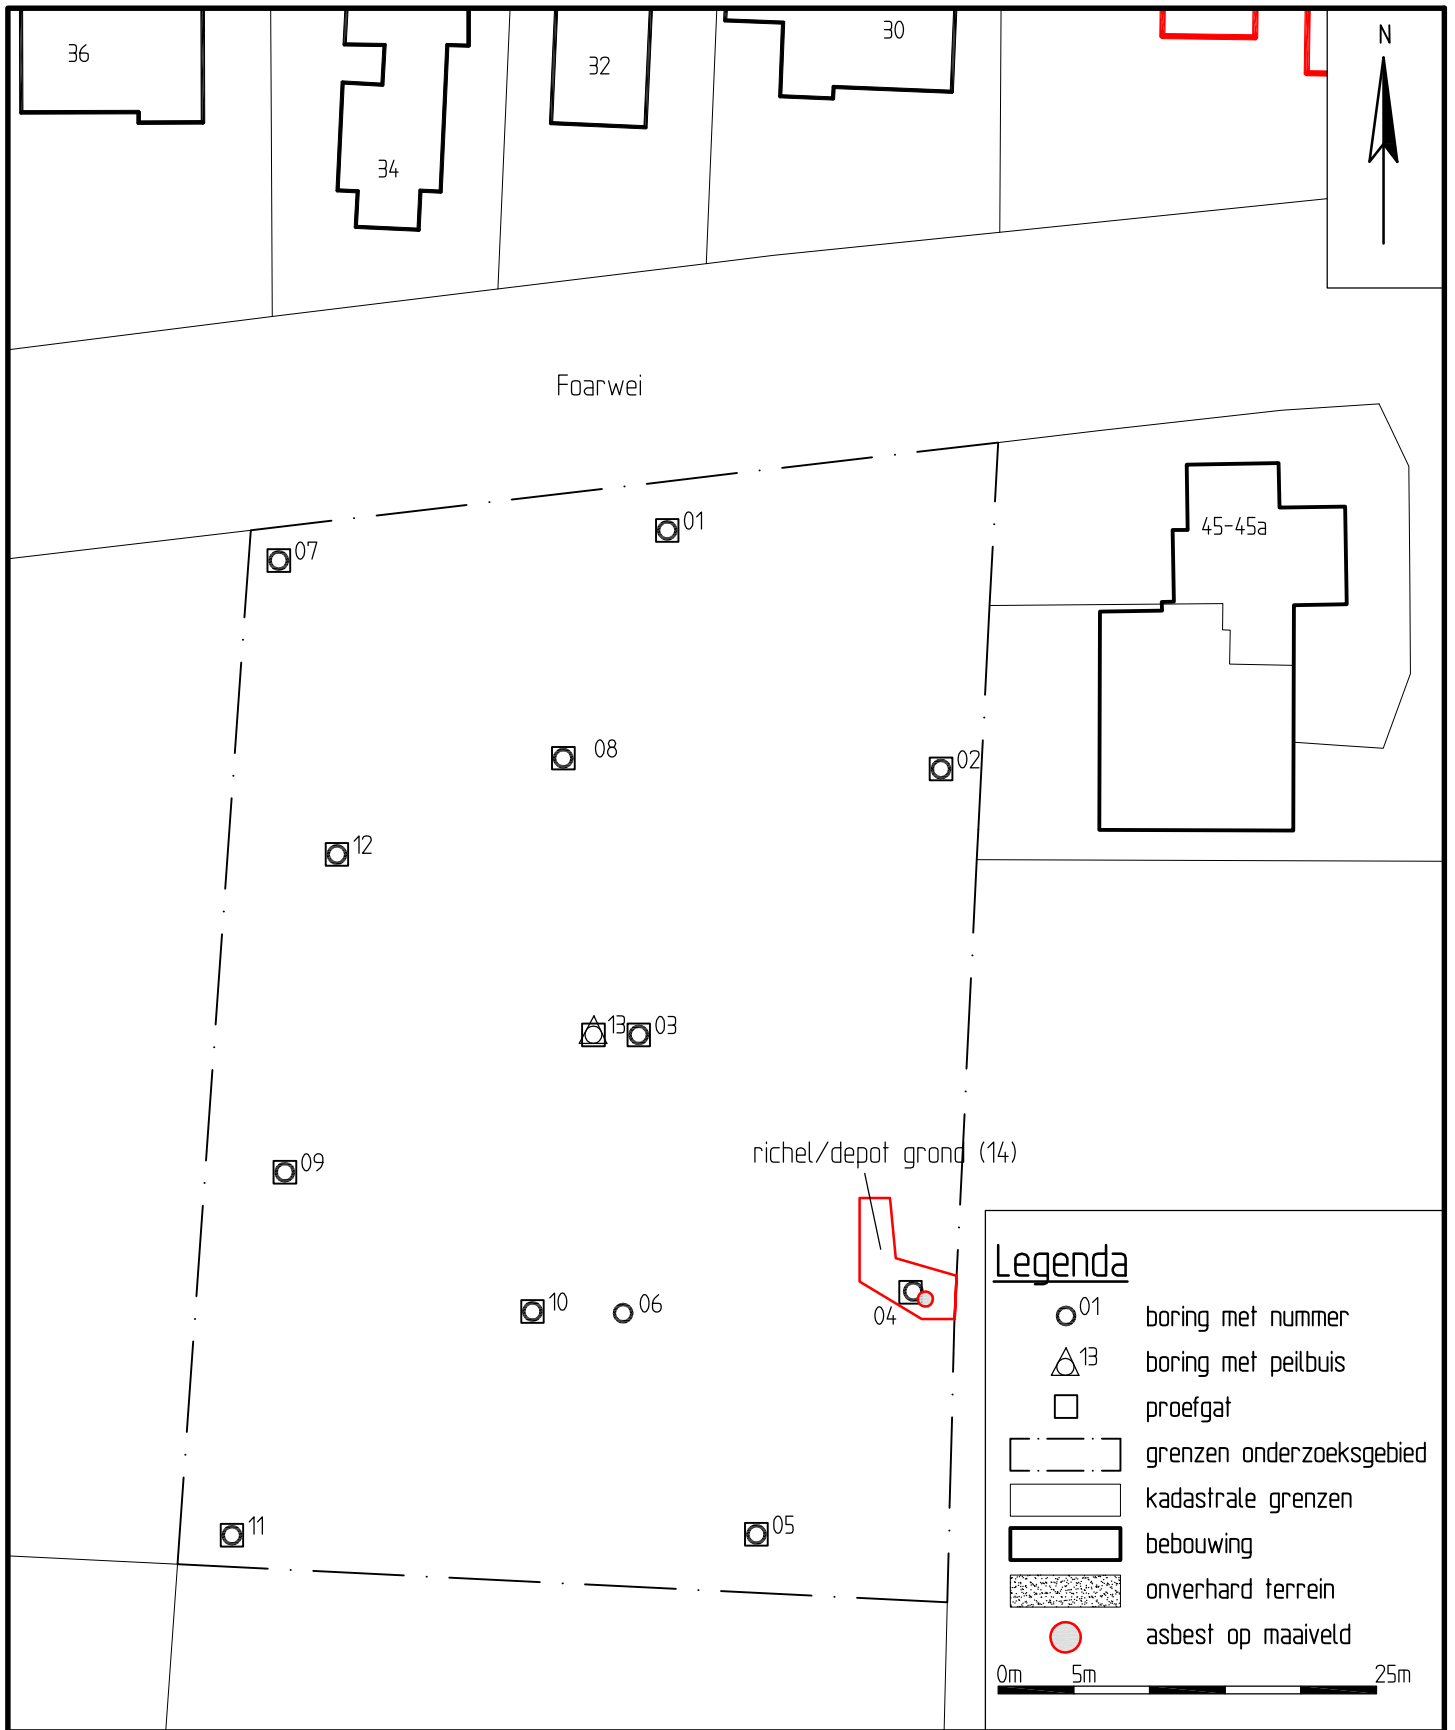 36
34
32
30
N
Foarwei
45-45a
01
07
08
02
12
13
03
richel/depot grond (14)
09
10
06
04
11
05
Legenda
01 boring met nummer
13 boring met peilbuis
proefgat
grenzen onderzoeksgebied
kadastrale grenzen
bebouwing
onverhard terrein
asbest op maaiveld
0m 5m 25m